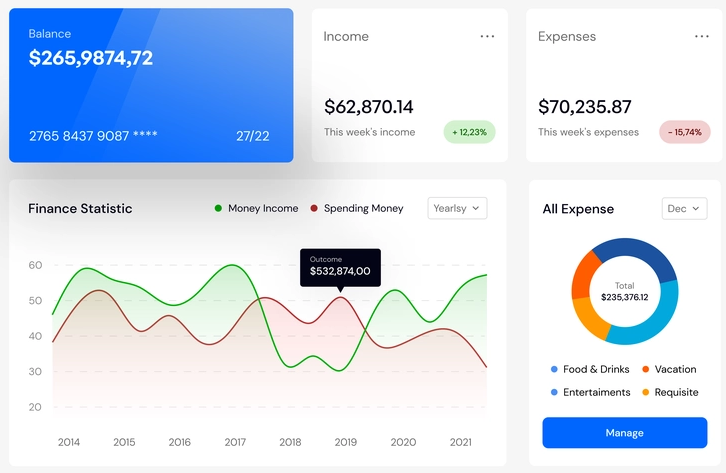 Balance
$265,9874,72
2765 8437 9087 ****
27/22
Income
...
$62,870.14
This week's income
+ 12,23%
Expenses
...
$70,235.87
This week's expenses
- 15,74%
Finance Statistic
Money Income
Spending Money
Yearlsy
Outcome
$532,874,00
60
50
40
30
20
2014 2015 2016 2017 2018 2019 2020 2021
All Expense
Dec
Total
$235,376.12
Food & Drinks
Vacation
Entertaiments
Requisite
Manage